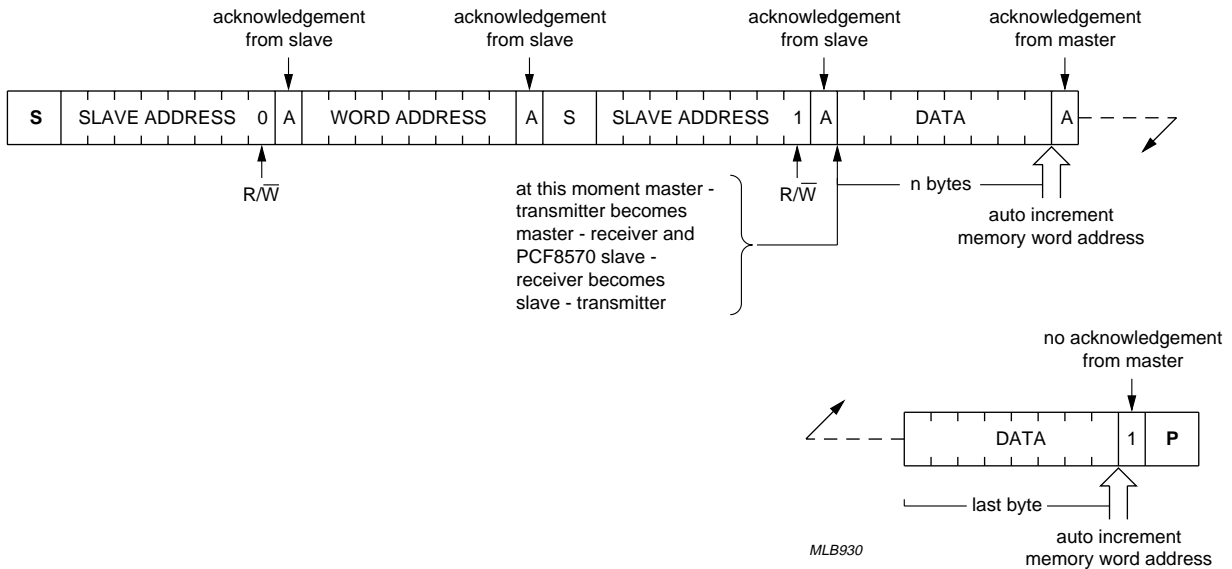 acknowledgement
from slave
acknowledgement
from slave
acknowledgement
from slave
acknowledgement
from master
S SLAVE ADDRESS 0 A WORD ADDRESS A S SLAVE ADDRESS 1 A DATA A
R/W̅
R/W̅
at this moment master -
transmitter becomes
master - receiver and
PCF8570 slave -
receiver becomes
slave - transmitter
n bytes
auto increment
memory word address
no acknowledgement
from master
DATA 1 P
last byte
auto increment
memory word address
MLB930